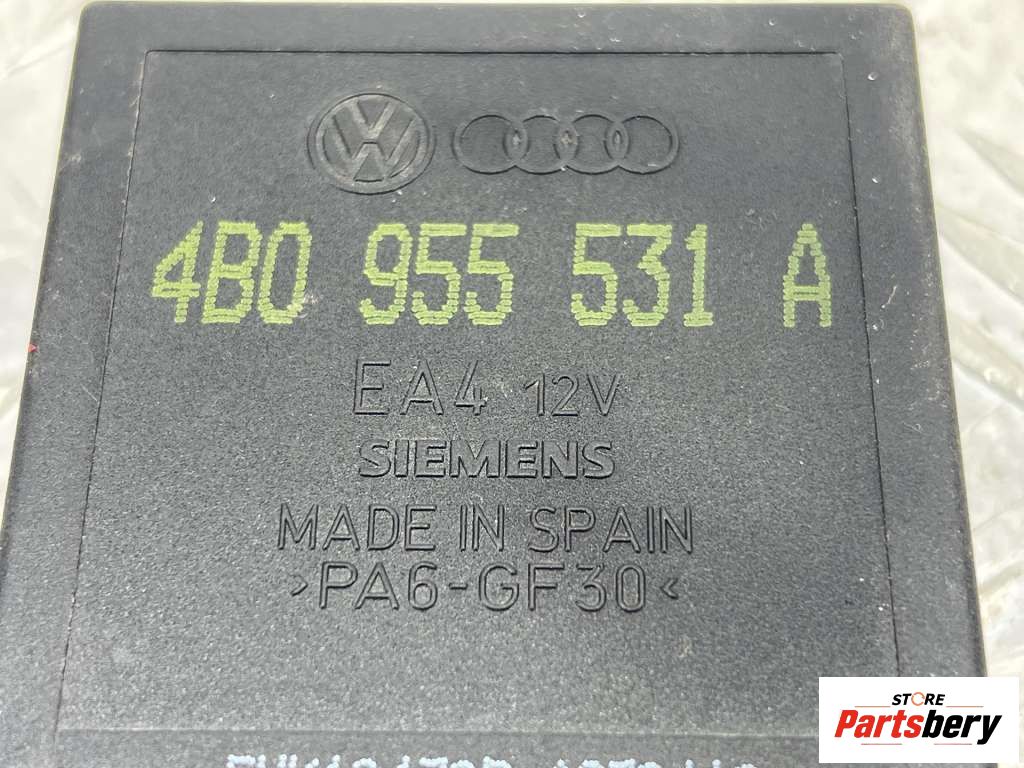 4B0 955 531 A
EA4 12V
SIEMENS
MADE IN SPAIN
>PA6-GF30<
STORE
Partsbery